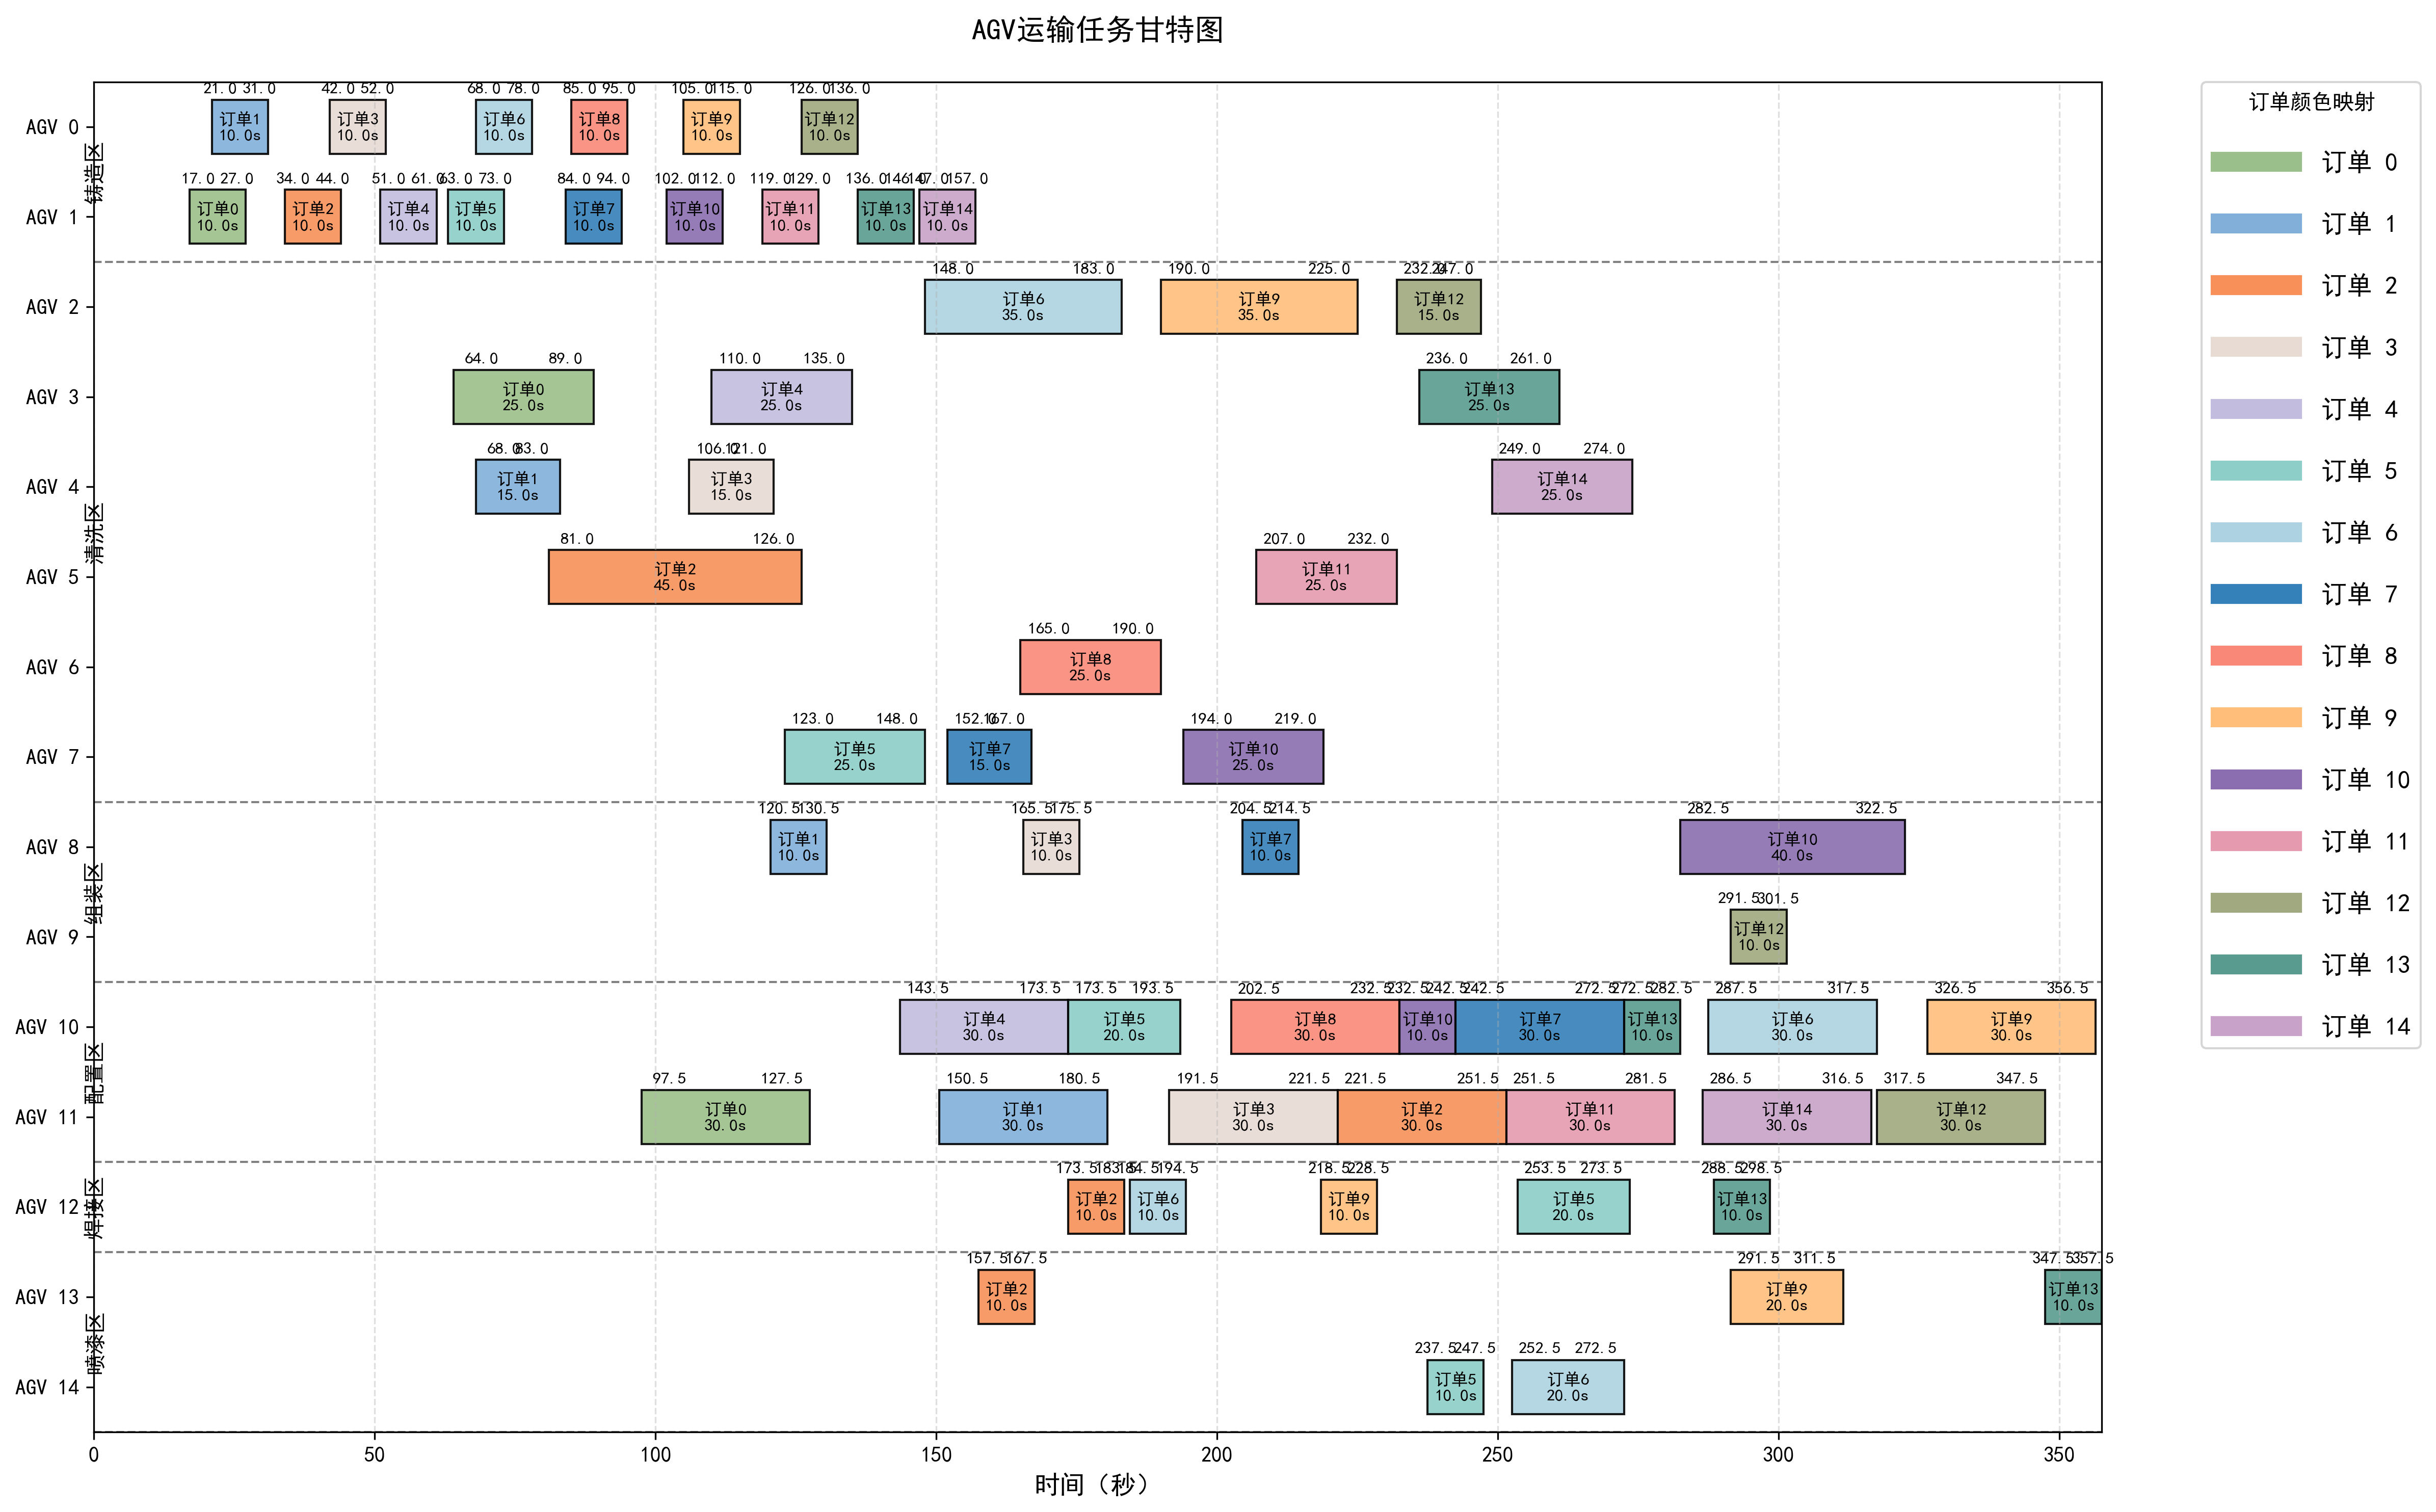 AGV运输任务甘特图
21.0 31.0 42.0 52.0 68.0 78.0 85.0 95.0 105.0 115.0 126.0 136.0
AGV 0
订单1 订单3 订单6 订单8 订单9 订单12
10.0s 10.0s 10.0s 10.0s 10.0s 10.0s
铸造区
17.0 27.0 34.0 44.0 51.0 61.0 63.0 73.0 84.0 94.0 102.0 112.0 119.0 129.0 136.0 146.0 147.0 157.0
AGV 1
订单0 订单2 订单4 订单5 订单7 订单10 订单11 订单13 订单14
10.0s 10.0s 10.0s 10.0s 10.0s 10.0s 10.0s 10.0s 10.0s
148.0 183.0 190.0 225.0 232.0 247.0
AGV 2
订单6 订单9 订单12
35.0s 35.0s 15.0s
64.0 89.0 110.0 135.0 236.0 261.0
AGV 3
订单0 订单4 订单13
25.0s 25.0s 25.0s
68.0 83.0 106.0 121.0 249.0 274.0
AGV 4
订单1 订单3 订单14
15.0s 15.0s 25.0s
清洗区
81.0 126.0 207.0 232.0
AGV 5
订单2 订单11
45.0s 25.0s
165.0 190.0
AGV 6
订单8
25.0s
123.0 148.0 152.0 167.0 194.0 219.0
AGV 7
订单5 订单7 订单10
25.0s 15.0s 25.0s
120.5 130.5 165.5 175.5 204.5 214.5 282.5 322.5
AGV 8
订单1 订单3 订单7 订单10
10.0s 10.0s 10.0s 40.0s
组装区
291.5 301.5
AGV 9
订单12
10.0s
143.5 173.5 173.5 193.5 202.5 232.5 232.5 242.5 242.5 272.5 272.5 282.5 287.5 317.5 326.5 356.5
AGV 10
订单4 订单5 订单8 订单10 订单7 订单13 订单6 订单9
30.0s 20.0s 30.0s 10.0s 30.0s 10.0s 30.0s 30.0s
配置区
97.5 127.5 150.5 180.5 191.5 221.5 221.5 251.5 251.5 281.5 286.5 316.5 317.5 347.5
AGV 11
订单0 订单1 订单3 订单2 订单11 订单14 订单12
30.0s 30.0s 30.0s 30.0s 30.0s 30.0s 30.0s
173.5 183.5 184.5 194.5 218.5 228.5 253.5 273.5 288.5 298.5
AGV 12
订单2 订单6 订单9 订单5 订单13
10.0s 10.0s 10.0s 20.0s 10.0s
焊接区
157.5 167.5 291.5 311.5 347.5 357.5
AGV 13
订单2 订单9 订单13
10.0s 20.0s 10.0s
喷漆区
237.5 247.5 252.5 272.5
AGV 14
订单5 订单6
10.0s 20.0s
0 50 100 150 200 250 300 350
时间（秒）
订单颜色映射
订单 0
订单 1
订单 2
订单 3
订单 4
订单 5
订单 6
订单 7
订单 8
订单 9
订单 10
订单 11
订单 12
订单 13
订单 14